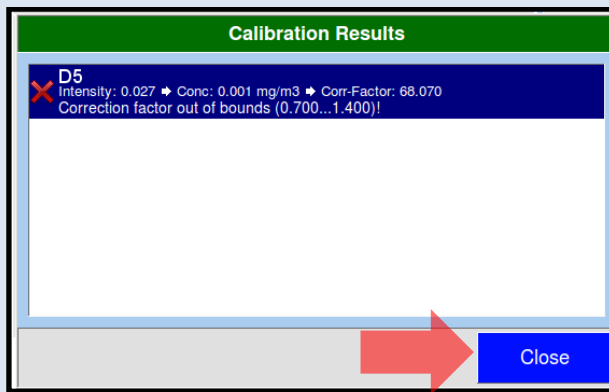 Calibration Results
D5
Intensity: 0.027 → Conc: 0.001 mg/m3 → Corr-Factor: 68.070
Correction factor out of bounds (0.700...1.400)!
Close